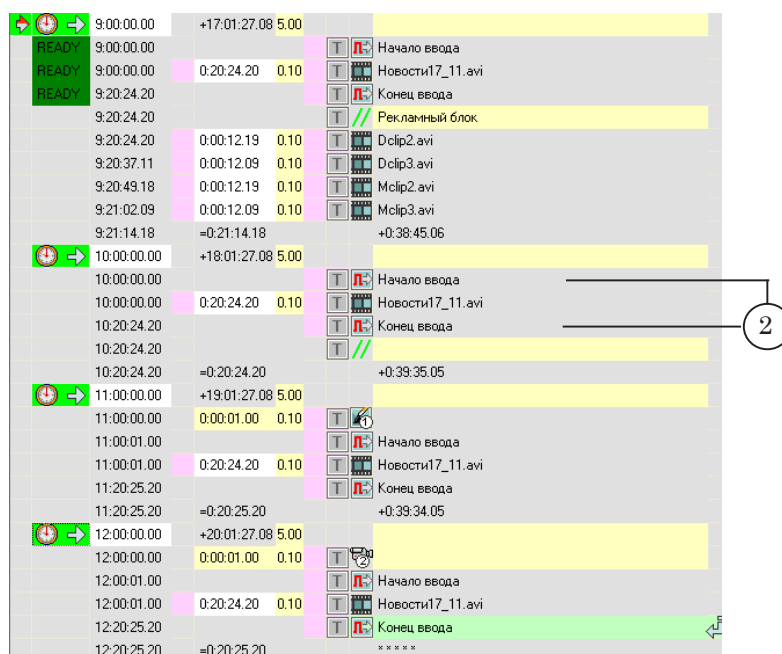 9:00:00.00 +17:01:27.08 5.00
READY 9:00:00.00 T Л Начало ввода
READY 9:00:00.00 0:20:24.20 0.10 T Новости17_11.avi
READY 9:20:24.20 T Л Конец ввода
9:20:24.20 T // Рекламный блок
9:20:24.20 0:00:12.19 0.10 T Dclip2.avi
9:20:37.11 0:00:12.09 0.10 T Dclip3.avi
9:20:49.18 0:00:12.19 0.10 T Mclip2.avi
9:21:02.09 0:00:12.09 0.10 T Mclip3.avi
9:21:14.18 =0:21:14.18 +0:38:45.06
10:00:00.00 +18:01:27.08 5.00
10:00:00.00 T Л Начало ввода
10:00:00.00 0:20:24.20 0.10 T Новости17_11.avi
2
10:20:24.20 T Л Конец ввода
10:20:24.20 T //
10:20:24.20 =0:20:24.20 +0:39:35.05
11:00:00.00 +19:01:27.08 5.00
11:00:00.00 0:00:01.00 0.10 T 1
11:00:01.00 T Л Начало ввода
11:00:01.00 0:20:24.20 0.10 T Новости17_11.avi
11:20:25.20 T Л Конец ввода
11:20:25.20 =0:20:25.20 +0:39:34.05
12:00:00.00 +20:01:27.08 5.00
12:00:00.00 0:00:01.00 0.10 T 2
12:00:01.00 T Л Начало ввода
12:00:01.00 0:20:24.20 0.10 T Новости17_11.avi
12:20:25.20 T Л Конец ввода
12:20:25.20 =0:20:25.20 * * * * *